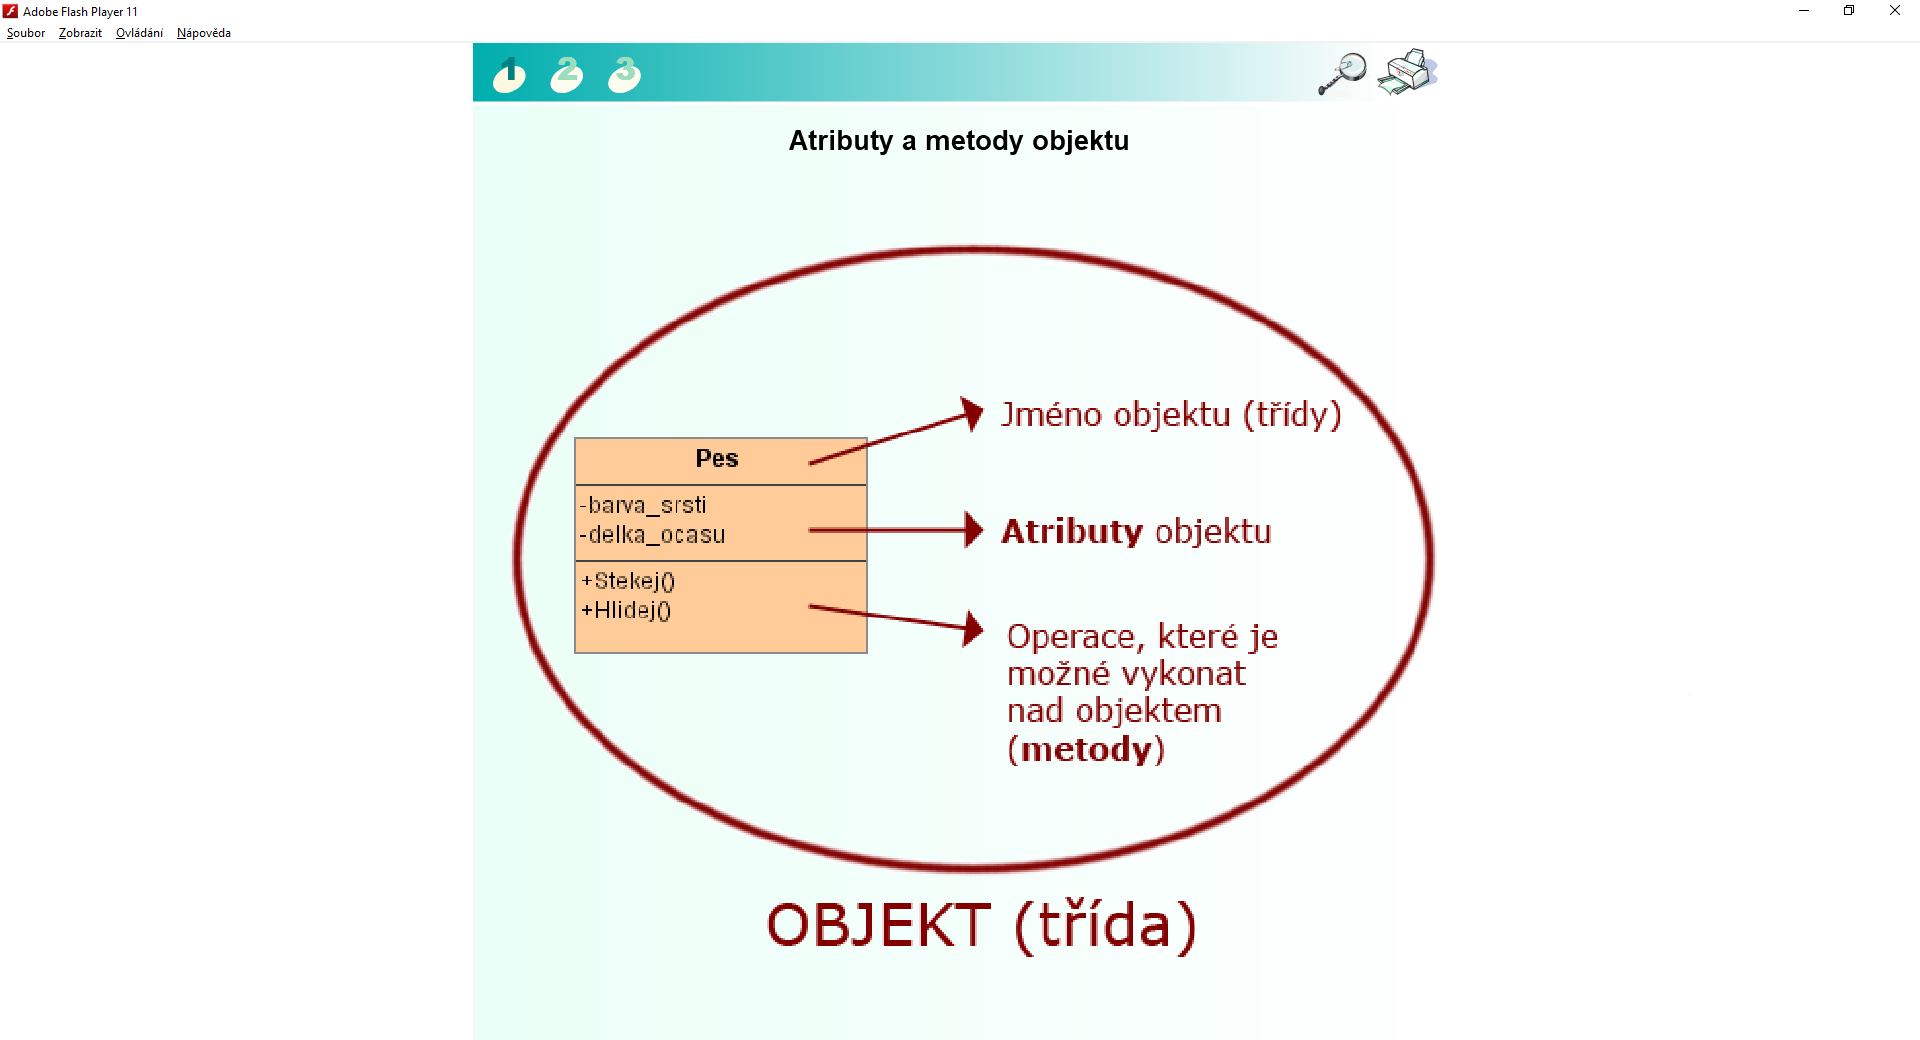 Adobe Flash Player 11
Soubor Zobrazit Ovládání Nápověda
1 2 3
Atributy a metody objektu
Jméno objektu (třídy)
Pes
-barva_srsti
-delka_ocasu
Atributy objektu
+Stekej()
+Hlidej()
Operace, které je
možné vykonat
nad objektem
(metody)
OBJEKT (třída)